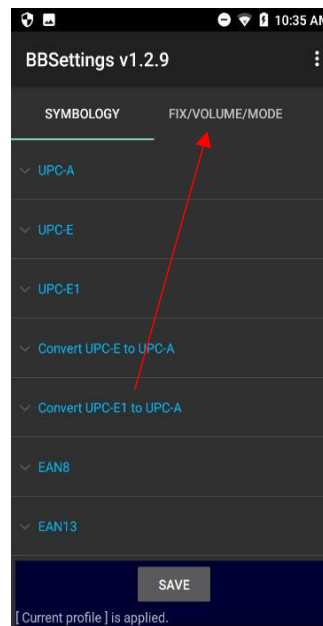 10:35 AM
BBSettings v1.2.9
SYMBOLOGY FIX/VOLUME/MODE
UPC-A
UPC-E
UPC-E1
Convert UPC-E to UPC-A
Convert UPC-E1 to UPC-A
EAN8
EAN13
SAVE
[ Current profile ] is applied.